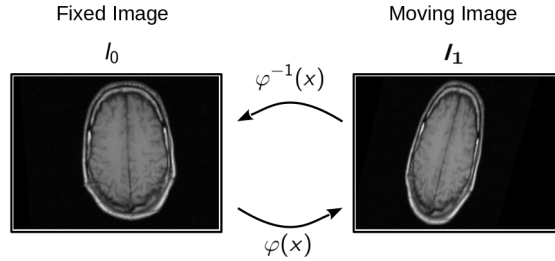 Fixed Image
Moving Image
I₀
I₁
φ⁻¹(x)
φ(x)